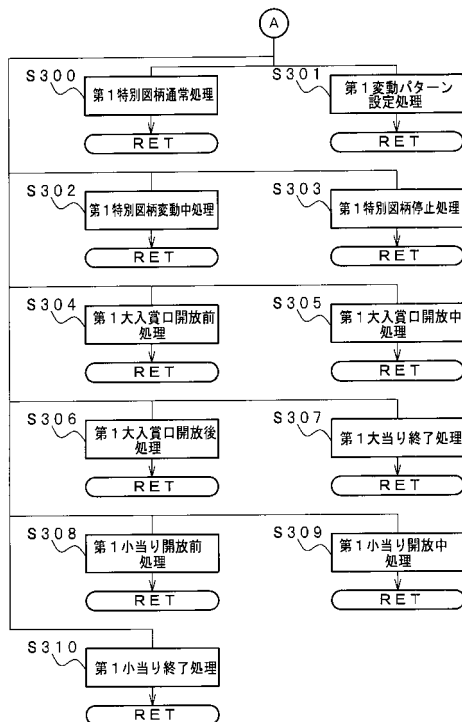 A
S300
第1特別図柄通常処理
RET
S301
第1変動パターン
設定処理
RET
S302
第1特別図柄変動中処理
RET
S303
第1特別図柄停止処理
RET
S304
第1大入賞口開放前
処理
RET
S305
第1大入賞口開放中
処理
RET
S306
第1大入賞口開放後
処理
RET
S307
第1大当り終了処理
RET
S308
第1小当り開放前
処理
RET
S309
第1小当り開放中
処理
RET
S310
第1小当り終了処理
RET